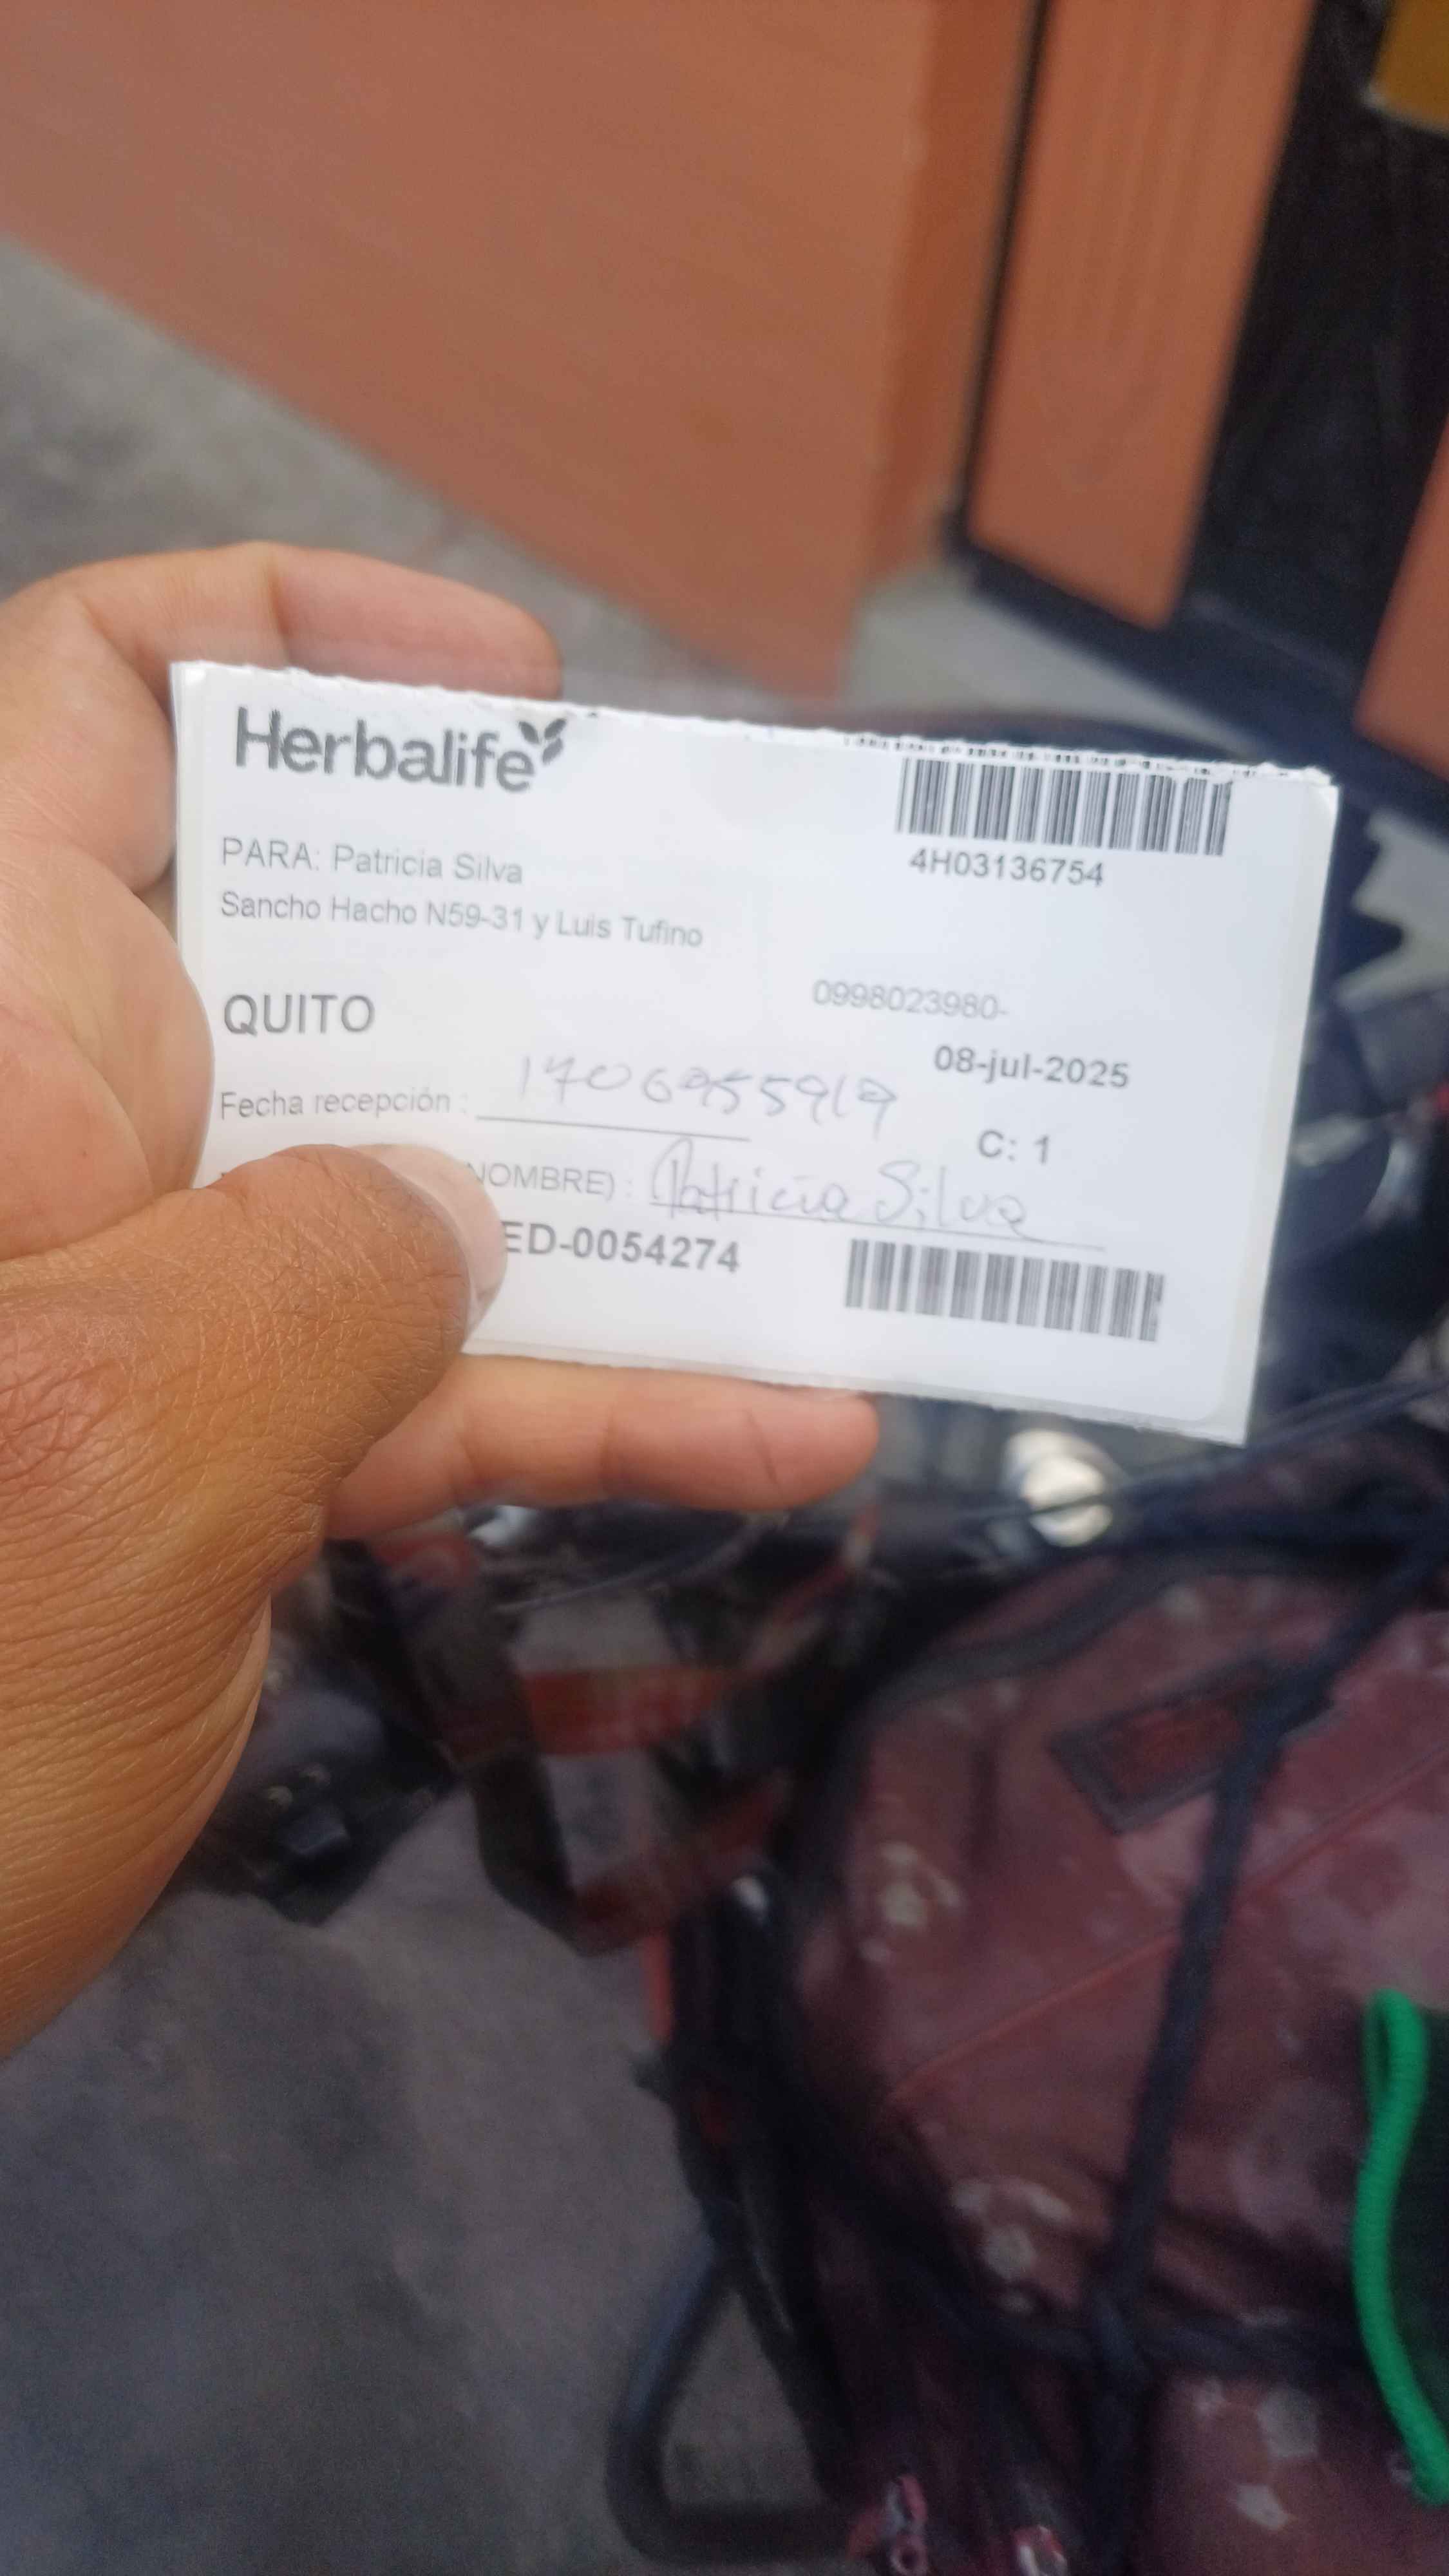 Herbalife
4H03136754
PARA: Patricia Silva
Sancho Hacho N59-31 y Luis Tufino
0998023980-
QUITO
08-jul-2025
Fecha recepción :
C: 1
NOMBRE) : Patricia Silva
ED-0054274